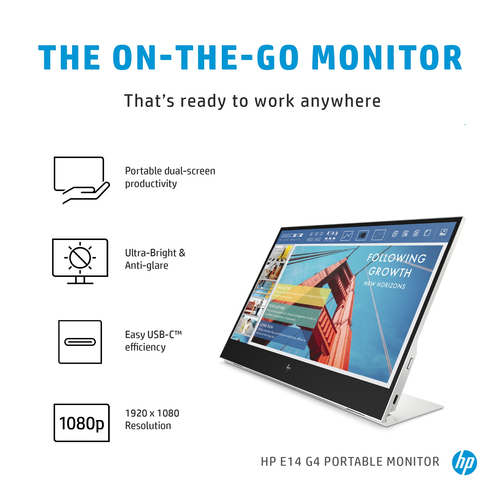 THE ON-THE-GO MONITOR
That's ready to work anywhere
Portable dual-screen
productivity
Ultra-Bright &
Anti-glare
Easy USB-C™
efficiency
1080p
1920 x 1080
Resolution
FOLLOWING
GROWTH
NEW HORIZONS
hp
HP E14 G4 PORTABLE MONITOR
hp